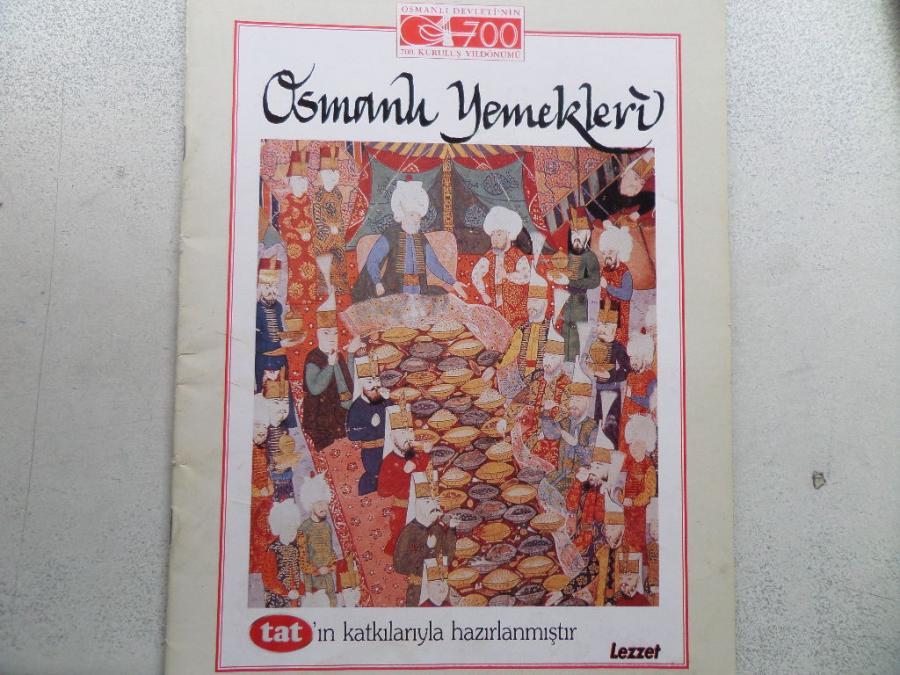 OSMANLI DEVLETİ'NİN
700
700. KURULUŞ YILDÖNÜMÜ
Osmanlı Yemekleri
tat'ın katkılarıyla hazırlanmıştır
Lezzet